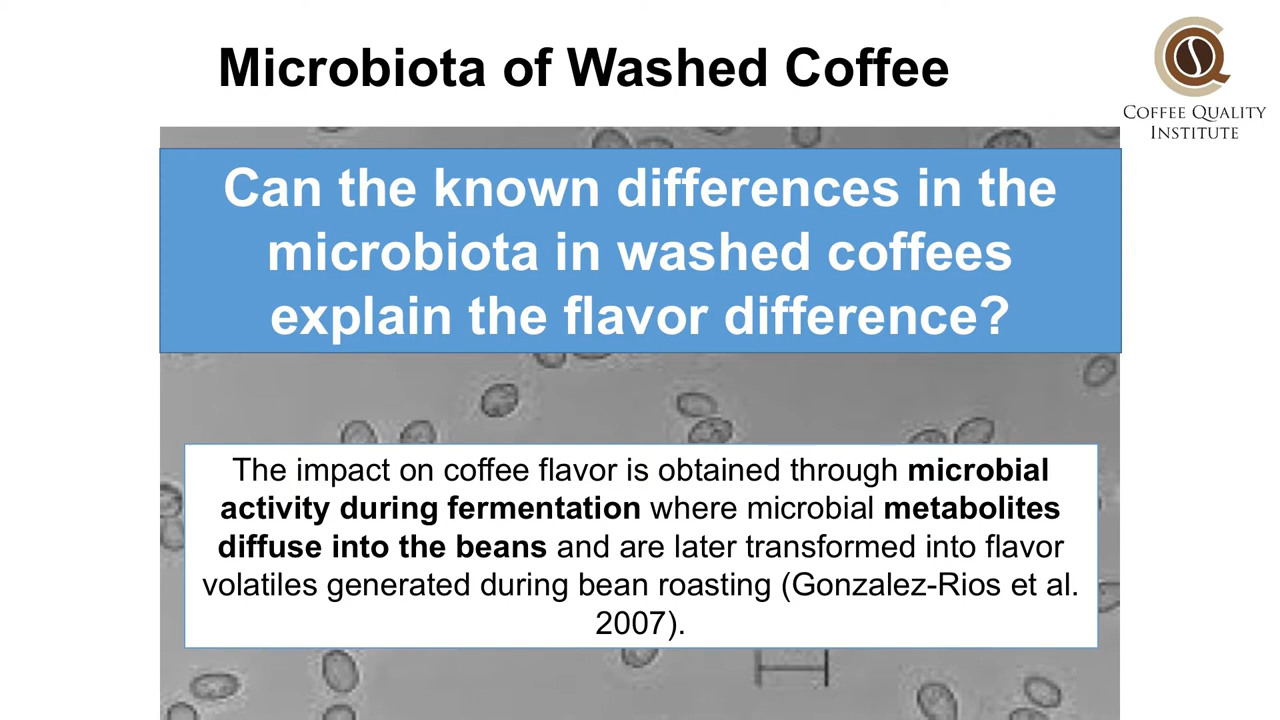 Microbiota of Washed Coffee
COFFEE QUALITY
INSTITUTE
Can the known differences in the
microbiota in washed coffees
explain the flavor difference?
The impact on coffee flavor is obtained through microbial
activity during fermentation where microbial metabolites
diffuse into the beans and are later transformed into flavor
volatiles generated during bean roasting (Gonzalez-Rios et al.
2007).